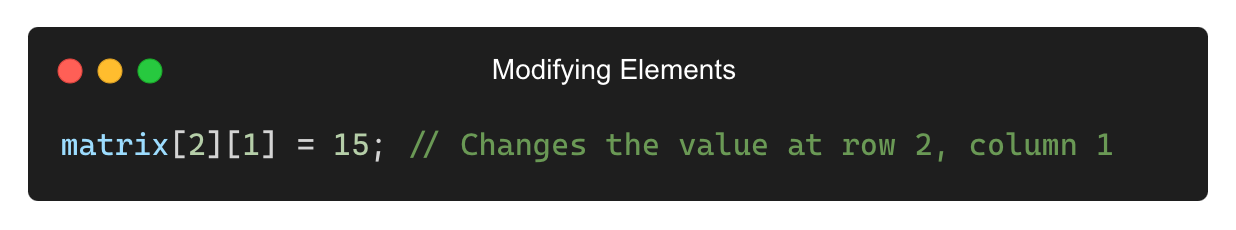 Modifying Elements
matrix[2][1] = 15; // Changes the value at row 2, column 1